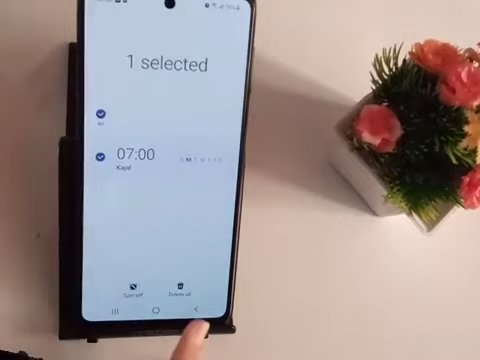 1 selected
All
07:00
Kajal
S M T W T F S
Turn off
Delete all